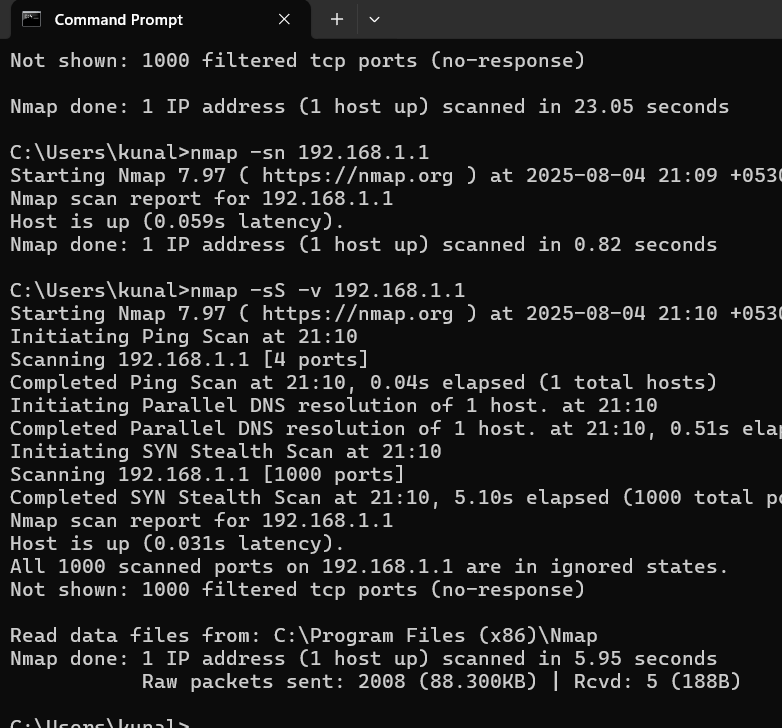 Command Prompt
Not shown: 1000 filtered tcp ports (no-response)
Nmap done: 1 IP address (1 host up) scanned in 23.05 seconds
C:\Users\kunal>nmap -sn 192.168.1.1
Starting Nmap 7.97 ( https://nmap.org ) at 2025-08-04 21:09 +053
Nmap scan report for 192.168.1.1
Host is up (0.059s latency).
Nmap done: 1 IP address (1 host up) scanned in 0.82 seconds
C:\Users\kunal>nmap -sS -v 192.168.1.1
Starting Nmap 7.97 ( https://nmap.org ) at 2025-08-04 21:10 +053
Initiating Ping Scan at 21:10
Scanning 192.168.1.1 [4 ports]
Completed Ping Scan at 21:10, 0.04s elapsed (1 total hosts)
Initiating Parallel DNS resolution of 1 host. at 21:10
Completed Parallel DNS resolution of 1 host. at 21:10, 0.51s elap
Initiating SYN Stealth Scan at 21:10
Scanning 192.168.1.1 [1000 ports]
Completed SYN Stealth Scan at 21:10, 5.10s elapsed (1000 total po
Nmap scan report for 192.168.1.1
Host is up (0.031s latency).
All 1000 scanned ports on 192.168.1.1 are in ignored states.
Not shown: 1000 filtered tcp ports (no-response)
Read data files from: C:\Program Files (x86)\Nmap
Nmap done: 1 IP address (1 host up) scanned in 5.95 seconds
Raw packets sent: 2008 (88.300KB) | Rcvd: 5 (188B)
C:\Users\kunal>